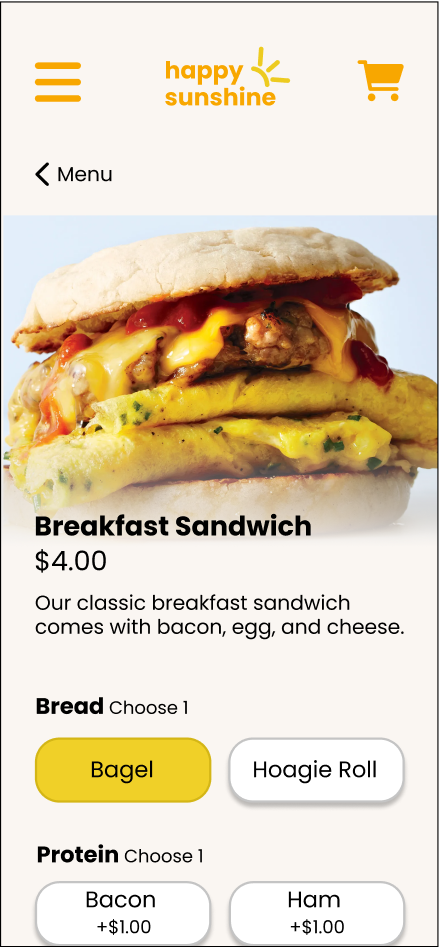 happy
sunshine
Menu
Breakfast Sandwich
$4.00
Our classic breakfast sandwich
comes with bacon, egg, and cheese.
Bread Choose 1
Bagel Hoagie Roll
Protein Choose 1
Bacon Ham
+$1.00 +$1.00